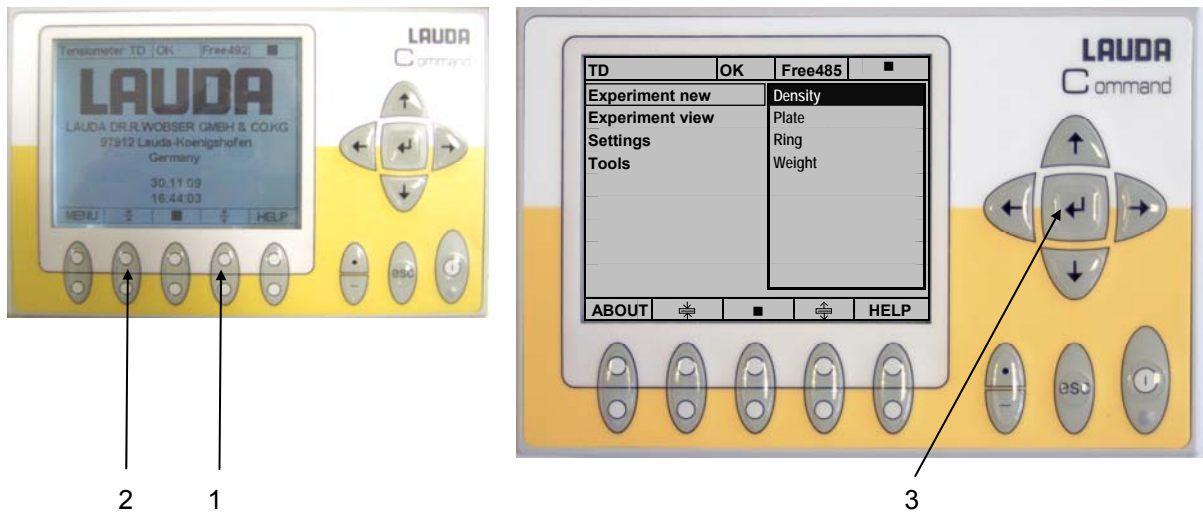 Tensiometer TD OK Free492 ■
LAUDA
LAUDA DR.R.WOBSER GMBH & CO.KG
97912 Lauda-Koenigshofen
Germany
30.11.09
16:44:03
MENU ■ HELP
LAUDA
Command
esc
2 1
TD OK Free485 ■
Experiment new Density
Experiment view Plate
Settings Ring
Tools Weight
ABOUT ■ HELP
LAUDA
Command
esc
3